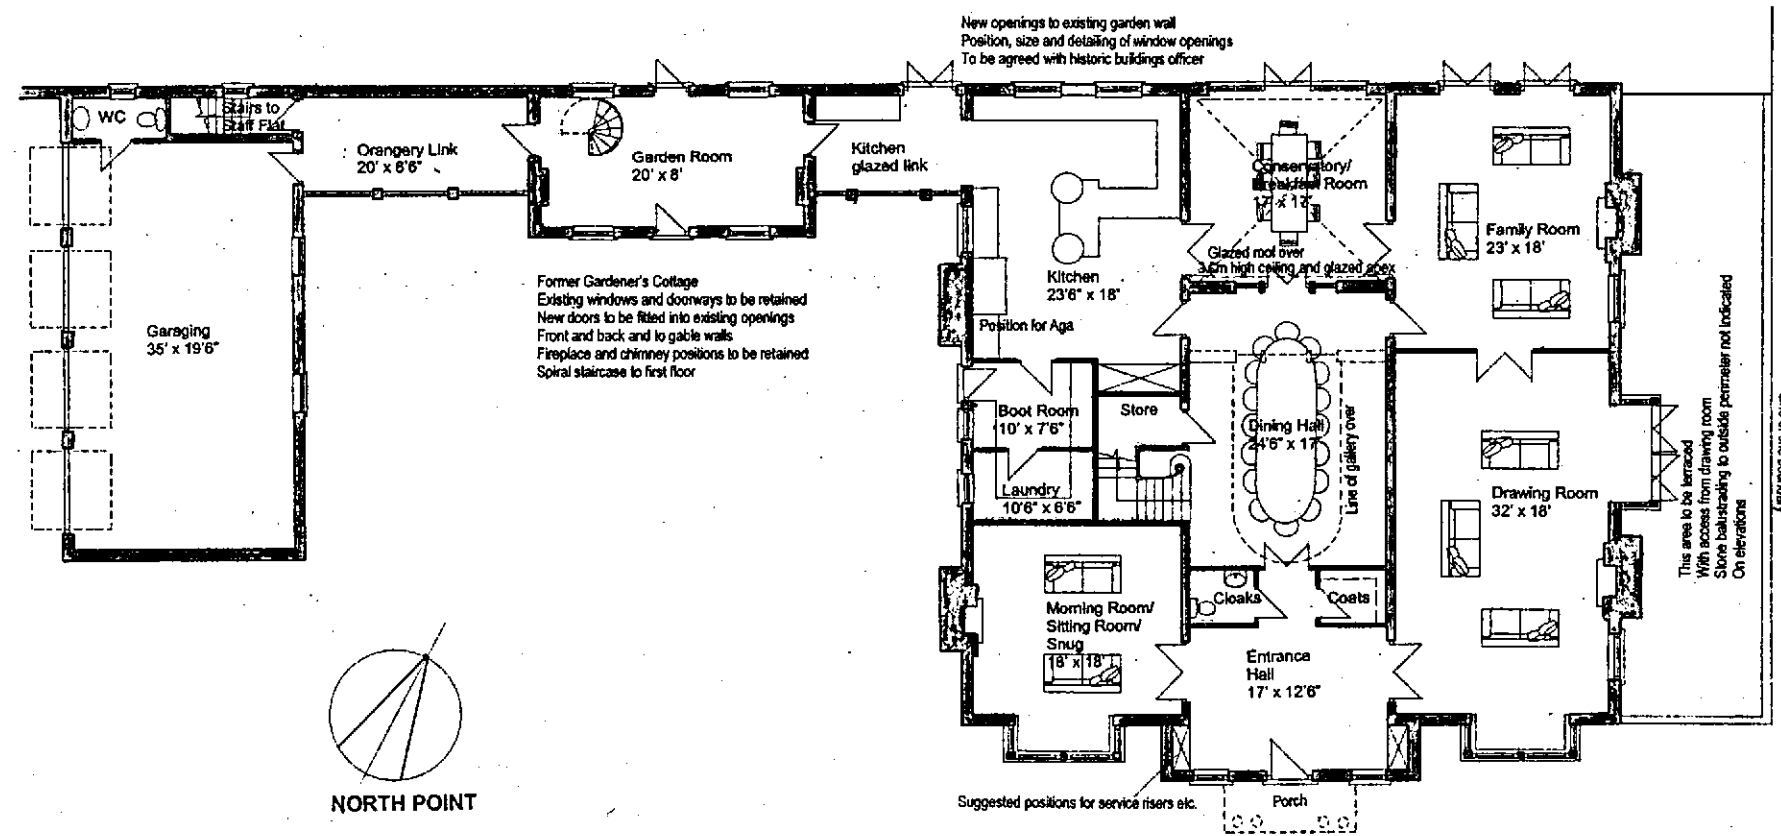 New openings to existing garden wall
Position, size and detailing of window openings
To be agreed with historic buildings officer
WC
Stairs to
Staff Flat
Orangery Link
20' x 6'6"
Garden Room
20' x 8'
Kitchen
glazed link
Conservatory/
Breakfast Room
17' x 17'
Family Room
23' x 18'
Glazed roof over
3.6m high ceiling and glazed apex
Kitchen
23'6" x 18'
Position for Aga
Former Gardener's Cottage
Existing windows and doorways to be retained
New doors to be fitted into existing openings
Front and back and to gable walls
Fireplace and chimney positions to be retained
Spiral staircase to first floor
Garaging
35' x 19'6"
Boot Room
10' x 7'6"
Store
Dining Hall
24'6" x 17'
Line of gallery over
Laundry
10'6" x 6'6"
Drawing Room
32' x 18'
This area to be terraced
With access from drawing room
Stone balustrading to outside perimeter not indicated
On elevations
Cloaks
Coats
Morning Room/
Sitting Room/
Snug
18' x 18'
Entrance
Hall
17' x 12'6"
NORTH POINT
Suggested positions for service risers etc.
Porch